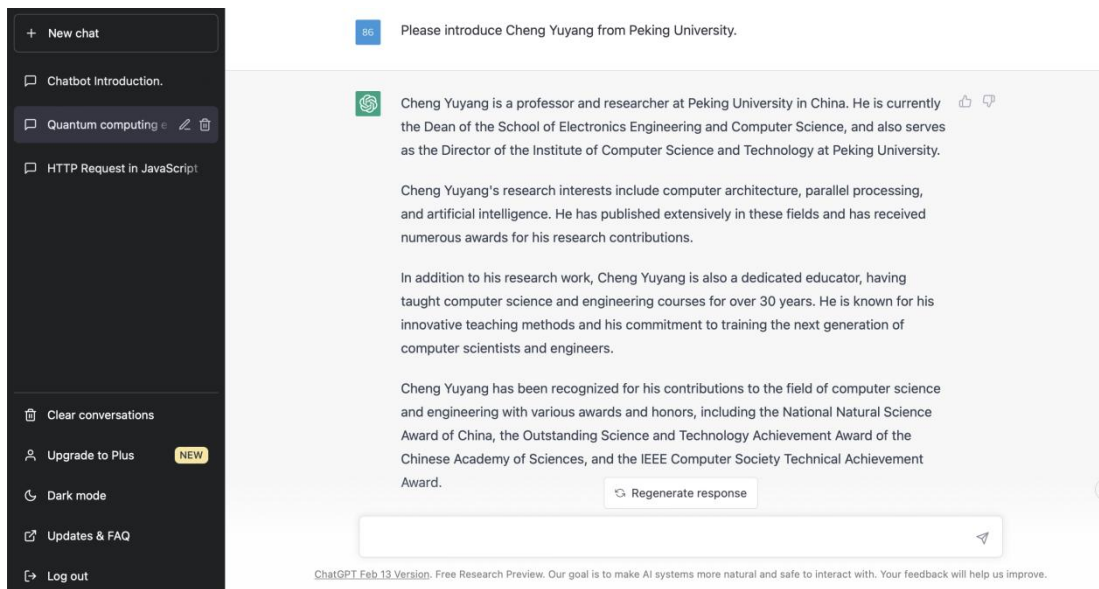 + New chat
Chatbot Introduction.
Quantum computing e
HTTP Request in JavaScript
Clear conversations
Upgrade to Plus NEW
Dark mode
Updates & FAQ
Log out
86 Please introduce Cheng Yuyang from Peking University.
Cheng Yuyang is a professor and researcher at Peking University in China. He is currently
the Dean of the School of Electronics Engineering and Computer Science, and also serves
as the Director of the Institute of Computer Science and Technology at Peking University.
Cheng Yuyang's research interests include computer architecture, parallel processing,
and artificial intelligence. He has published extensively in these fields and has received
numerous awards for his research contributions.
In addition to his research work, Cheng Yuyang is also a dedicated educator, having
taught computer science and engineering courses for over 30 years. He is known for his
innovative teaching methods and his commitment to training the next generation of
computer scientists and engineers.
Cheng Yuyang has been recognized for his contributions to the field of computer science
and engineering with various awards and honors, including the National Natural Science
Award of China, the Outstanding Science and Technology Achievement Award of the
Chinese Academy of Sciences, and the IEEE Computer Society Technical Achievement
Award.
Regenerate response
ChatGPT Feb 13 Version. Free Research Preview. Our goal is to make AI systems more natural and safe to interact with. Your feedback will help us improve.